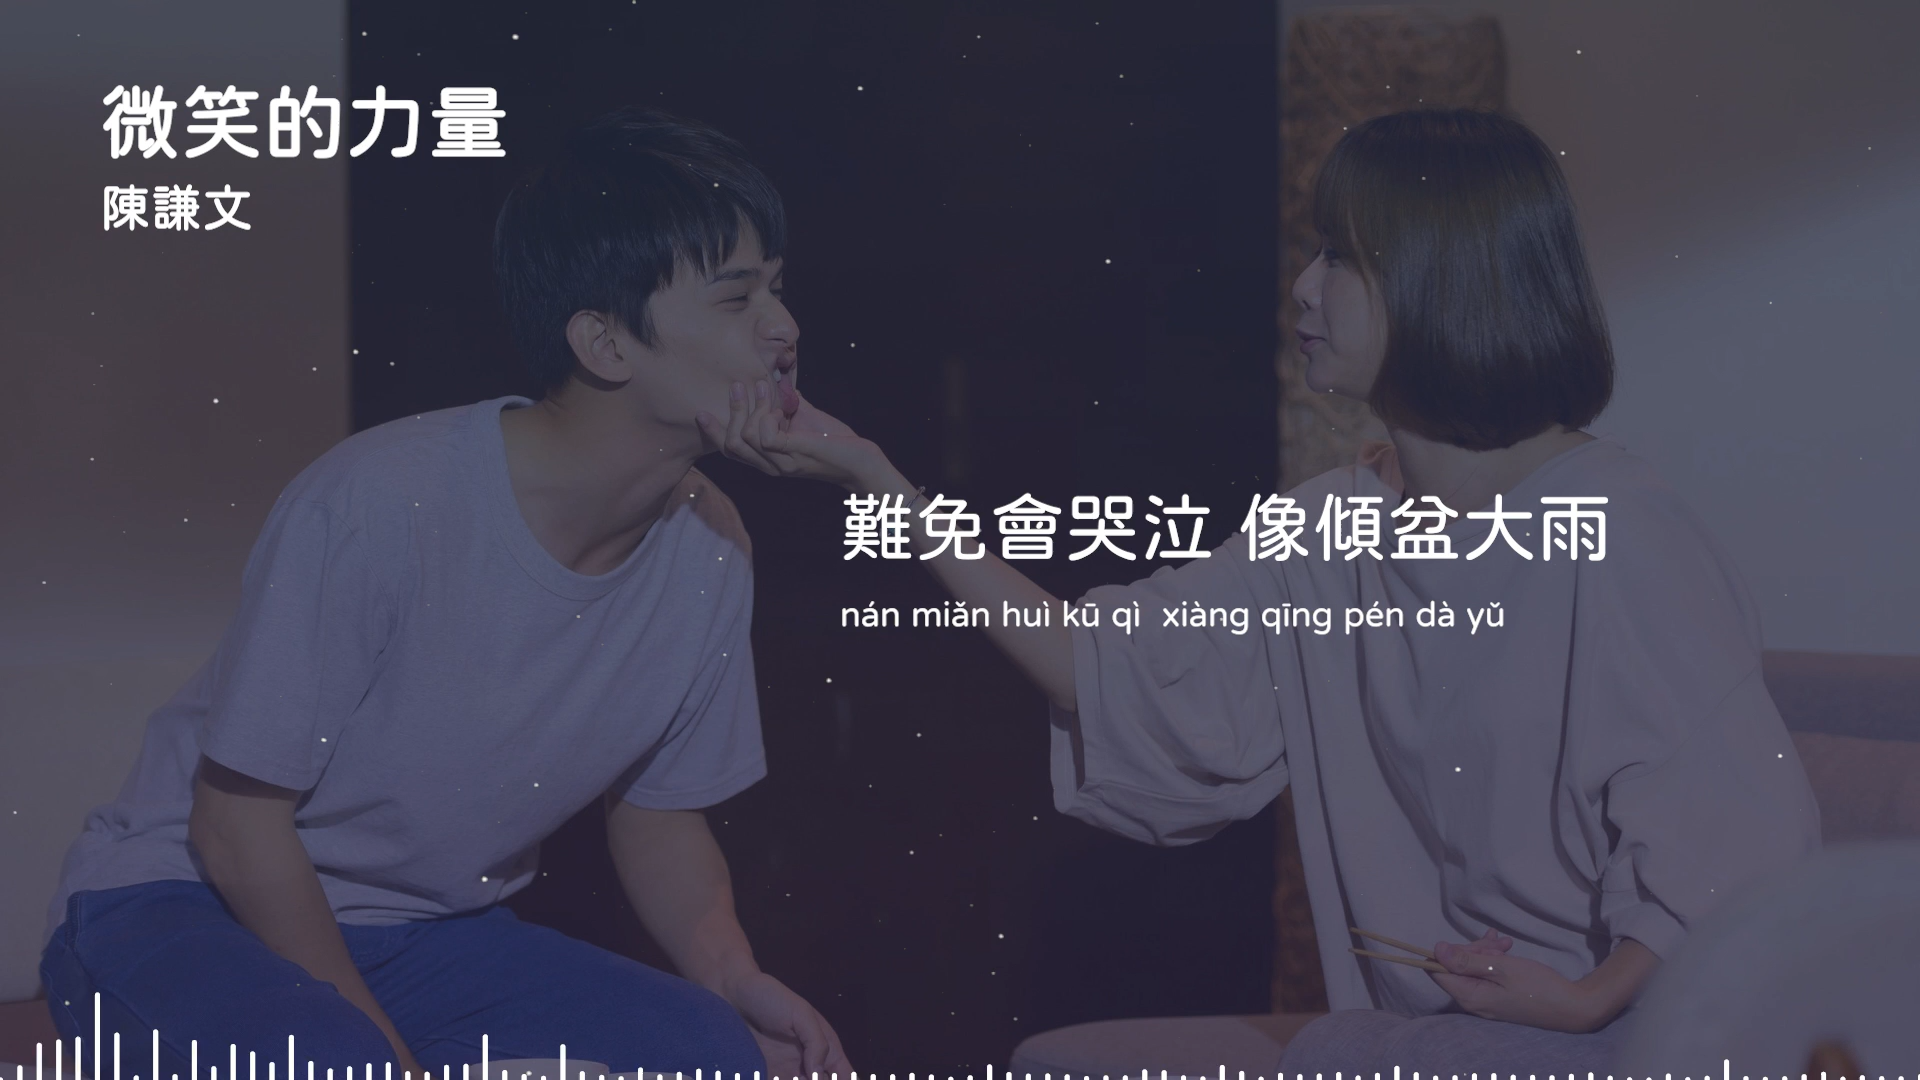 微笑的力量
陳謙文
難免會哭泣 像傾盆大雨
nán miǎn huì kū qì xiàng qīng pén dà yǔ